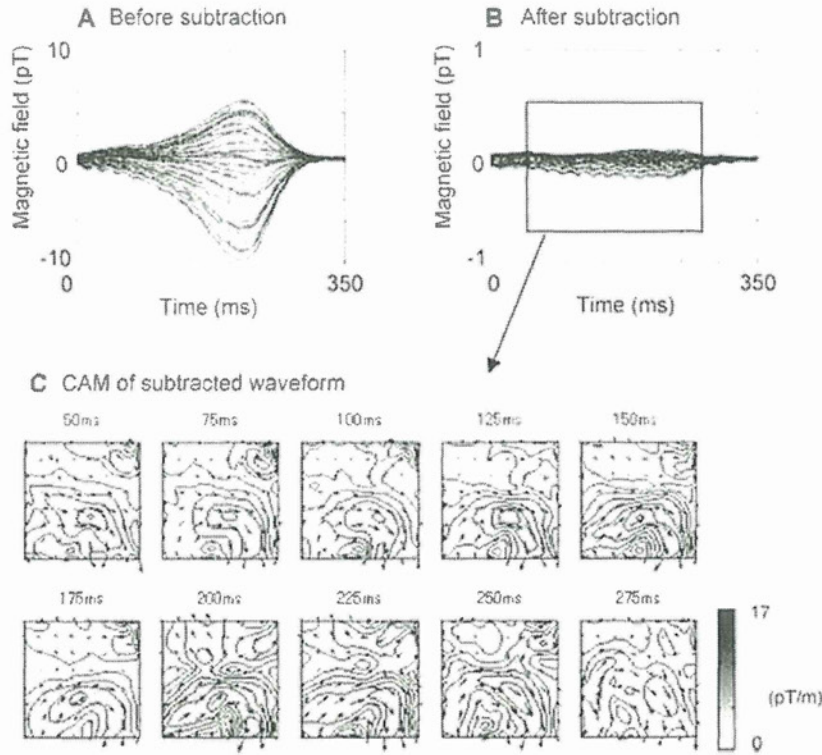 A Before subtraction
10
0
-10
Magnetic field (pT)
0
350
Time (ms)
B After subtraction
1
0
-1
Magnetic field (pT)
0
350
Time (ms)
C CAM of subtracted waveform
50ms
75ms
100ms
125ms
150ms
175ms
200ms
225ms
250ms
275ms
17
(pT/m)
0